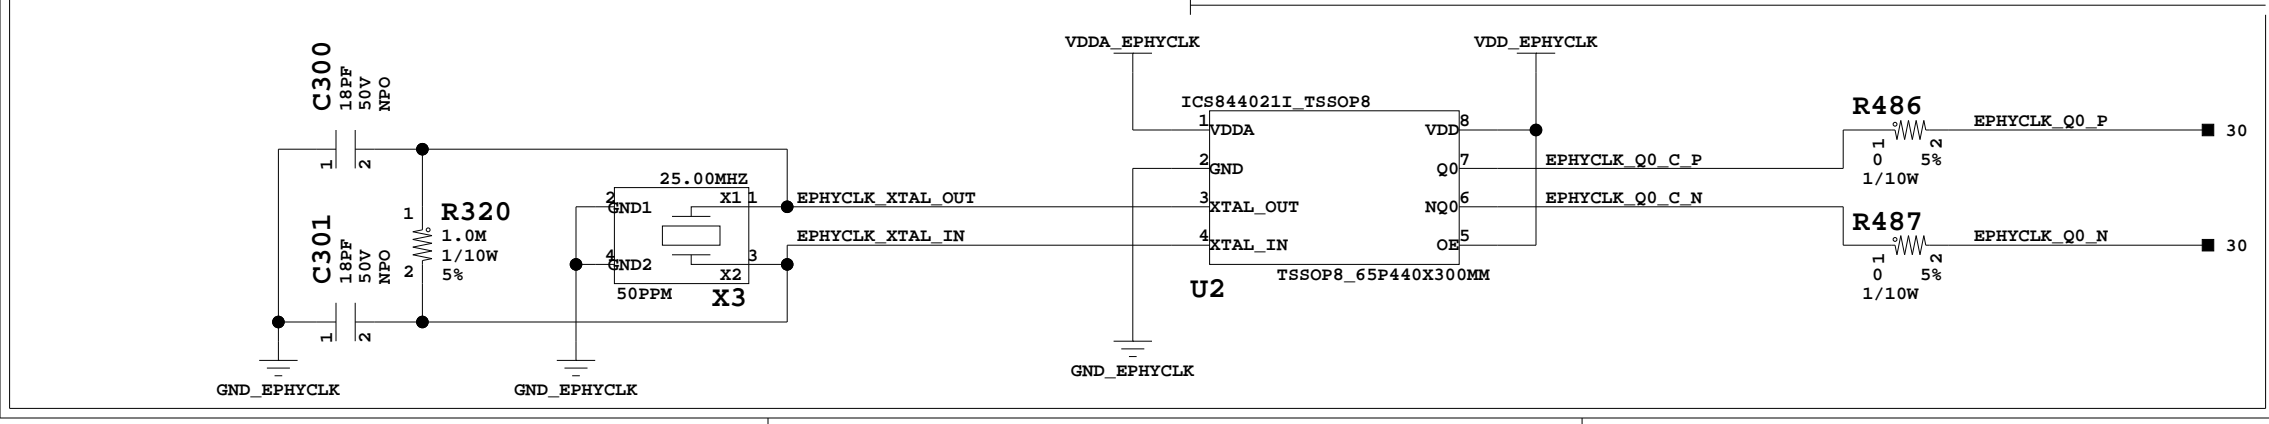 C300
18PF
50V
NPO
1
2
C301
18PF
50V
NPO
1
2
GND_EPHYCLK
1
R320
1.0M
1/10W
2
5%
25.00MHZ
2
GND1
X1
1
4
GND2
3
X2
50PPM
X3
GND_EPHYCLK
EPHYCLK_XTAL_OUT
EPHYCLK_XTAL_IN
VDDA_EPHYCLK
VDD_EPHYCLK
ICS844021I_TSSOP8
1
VDDA
VDD
8
2
GND
Q0
7
3
XTAL_OUT
NQ0
6
4
XTAL_IN
OE
5
TSSOP8_65P440X300MM
U2
GND_EPHYCLK
EPHYCLK_Q0_C_P
EPHYCLK_Q0_C_N
R486
1
2
0
5%
1/10W
EPHYCLK_Q0_P
30
R487
1
2
0
5%
1/10W
EPHYCLK_Q0_N
30